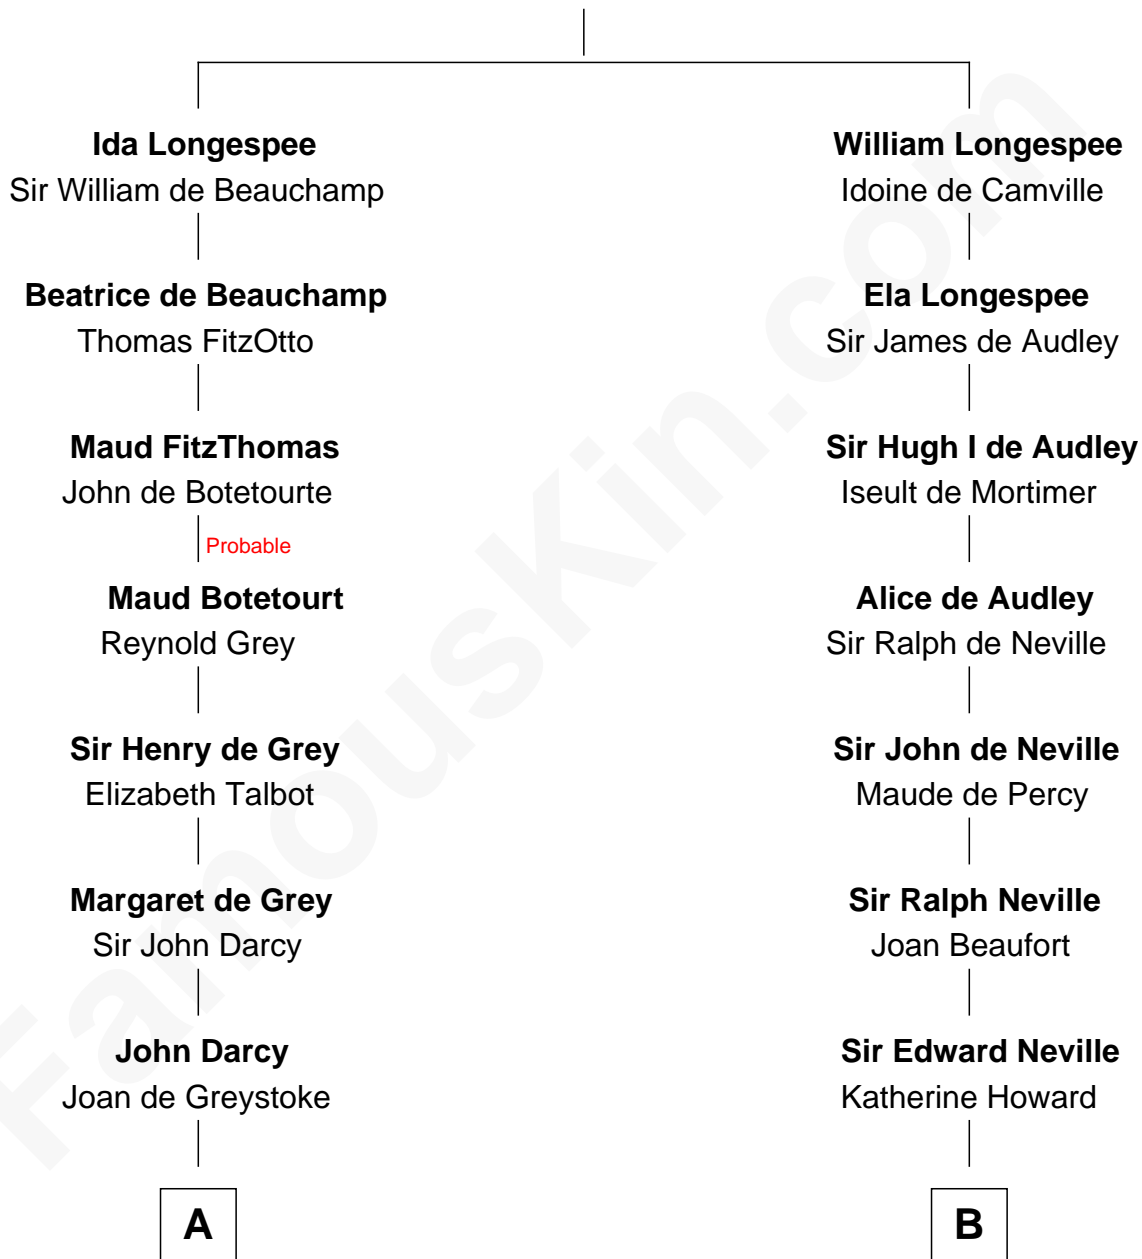 Ida Longespee
Sir William de Beauchamp
Beatrice de Beauchamp
Thomas FitzOtto
Maud FitzThomas
John de Botetourte
Probable
Maud Botetourt
Reynold Grey
Sir Henry de Grey
Elizabeth Talbot
Margaret de Grey
Sir John Darcy
John Darcy
Joan de Greystoke
A
William Longespee
Idoine de Camville
Ela Longespee
Sir James de Audley
Sir Hugh I de Audley
Iseult de Mortimer
Alice de Audley
Sir Ralph de Neville
Sir John de Neville
Maude de Percy
Sir Ralph Neville
Joan Beaufort
Sir Edward Neville
Katherine Howard
B
FamousKin.com